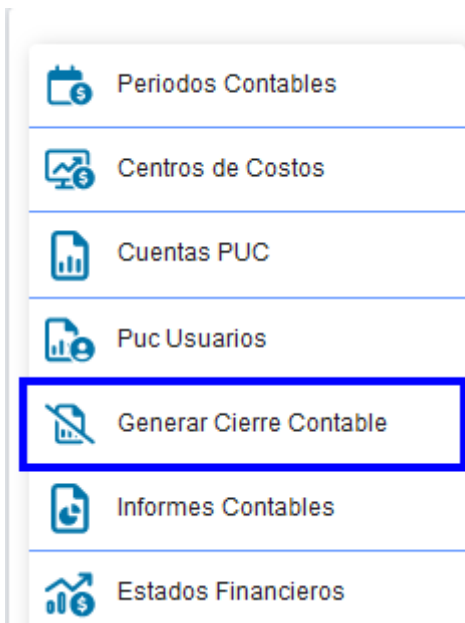 Periodos Contables
Centros de Costos
Cuentas PUC
Puc Usuarios
Generar Cierre Contable
Informes Contables
Estados Financieros